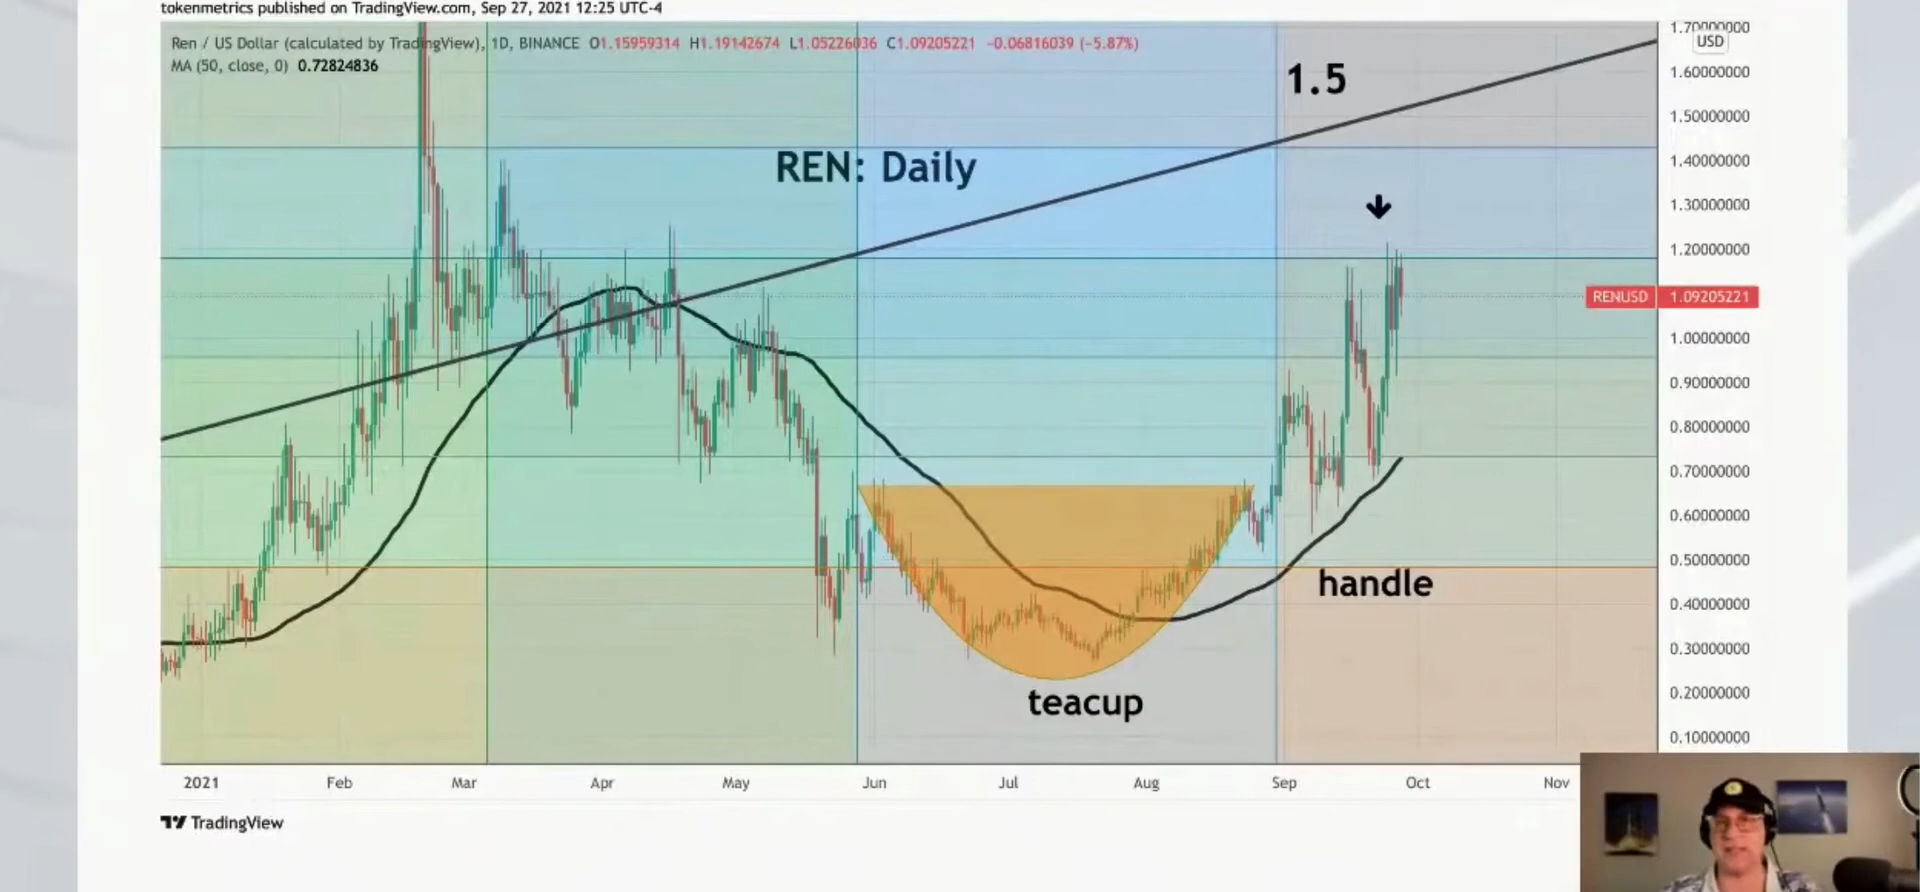 tokenmetrics published on TradingView.com, Sep 27, 2021 12:25 UTC-4
Ren / US Dollar (calculated by TradingView), 1D, BINANCE O1.15959314 H1.19142674 L1.05226036 C1.09205221 -0.06816039 (-5.87%)
MA (50, close, 0) 0.72824836
1.70000000
USD
1.5
1.60000000
1.50000000
REN: Daily
1.40000000
1.30000000
1.20000000
RENUSD 1.09205221
1.00000000
0.90000000
0.80000000
0.70000000
0.60000000
0.50000000
handle
0.40000000
0.30000000
teacup
0.20000000
0.10000000
2021 Feb Mar Apr May Jun Jul Aug Sep Oct Nov
TradingView